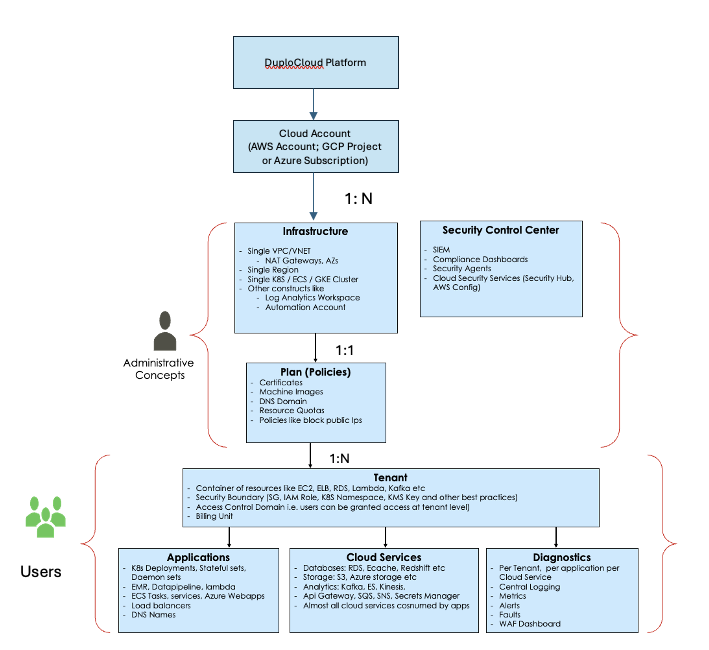 DuploCloud Platform
Cloud Account
(AWS Account; GCP Project
or Azure Subscription)
1: N
Infrastructure
- Single VPC/VNET
- NAT Gateways, AZs
- Single Region
- Single K8S / ECS / GKE Cluster
- Other constructs like
- Log Analytics Workspace
- Automation Account
Security Control Center
- SIEM
- Compliance Dashboards
- Security Agents
- Cloud Security Services (Security Hub,
AWS Config)
Administrative
Concepts
1:1
Plan (Policies)
- Certificates
- Machine Images
- DNS Domain
- Resource Quotas
- Policies like block public Ips
1:N
Tenant
- Container of resources like EC2, ELB, RDS, Lambda, Kafka etc
- Security Boundary (SG, IAM Role, K8S Namespace, KMS Key and other best practices)
- Access Control Domain i.e. users can be granted access at tenant level)
- Billing Unit
Users
Applications
- K8s Deployments, Stateful sets,
Daemon sets
- EMR, Datapipeline, lambda
- ECS Tasks, services, Azure Webapps
- Load balancers
- DNS Names
Cloud Services
- Databases: RDS, Ecache, Redshift etc
- Storage: S3, Azure storage etc
- Analytics: Kafka, ES, Kinesis,
- Api Gateway, SQS, SNS, Secrets Manager
- Almost all cloud services cosnumed by apps
Diagnostics
- Per Tenant, per application per
Cloud Service
- Central Logging
- Metrics
- Alerts
- Faults
- WAF Dashboard